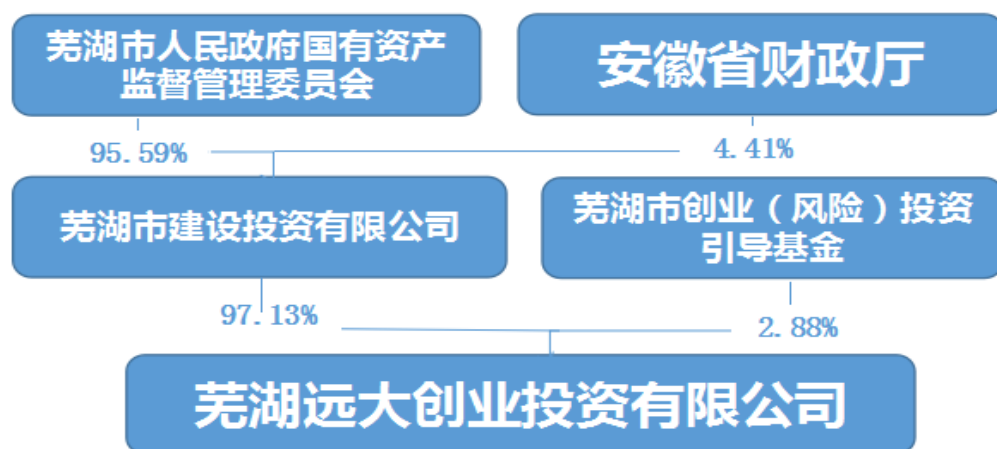 芜湖市人民政府国有资产
监督管理委员会
安徽省财政厅
95.59%
4.41%
芜湖市建设投资有限公司
芜湖市创业（风险）投资
引导基金
97.13%
2.88%
芜湖远大创业投资有限公司